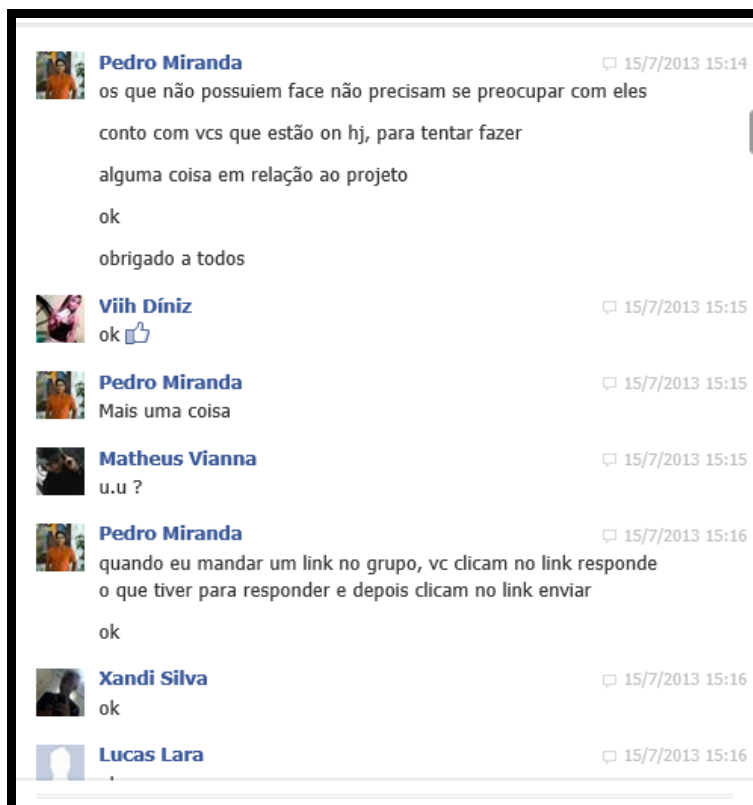 Pedro Miranda 15/7/2013 15:14
os que não possuiem face não precisam se preocupar com eles
conto com vcs que estão on hj, para tentar fazer
alguma coisa em relação ao projeto
ok
obrigado a todos
Viih Díniz 15/7/2013 15:15
ok
Pedro Miranda 15/7/2013 15:15
Mais uma coisa
Matheus Vianna 15/7/2013 15:15
u.u ?
Pedro Miranda 15/7/2013 15:16
quando eu mandar um link no grupo, vc clicam no link responde
o que tiver para responder e depois clicam no link enviar
ok
Xandi Silva 15/7/2013 15:16
ok
Lucas Lara 15/7/2013 15:16